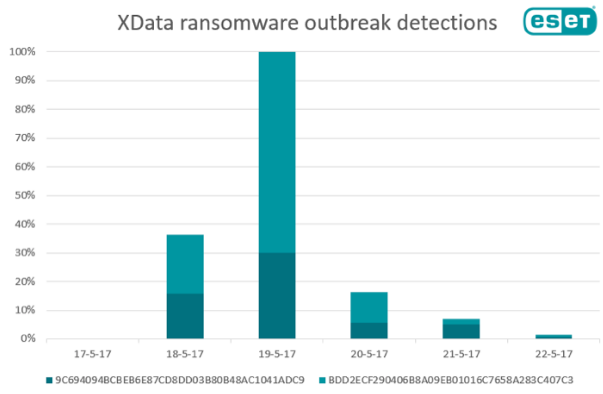 XData ransomware outbreak detections
eseT
100%
90%
80%
70%
60%
50%
40%
30%
20%
10%
0%
17-5-17 18-5-17 19-5-17 20-5-17 21-5-17 22-5-17
9C694094BCBEB6E87CD8DD03B80B48AC1041ADC9 BDD2ECF290406B8A09EB01016C7658A283C407C3